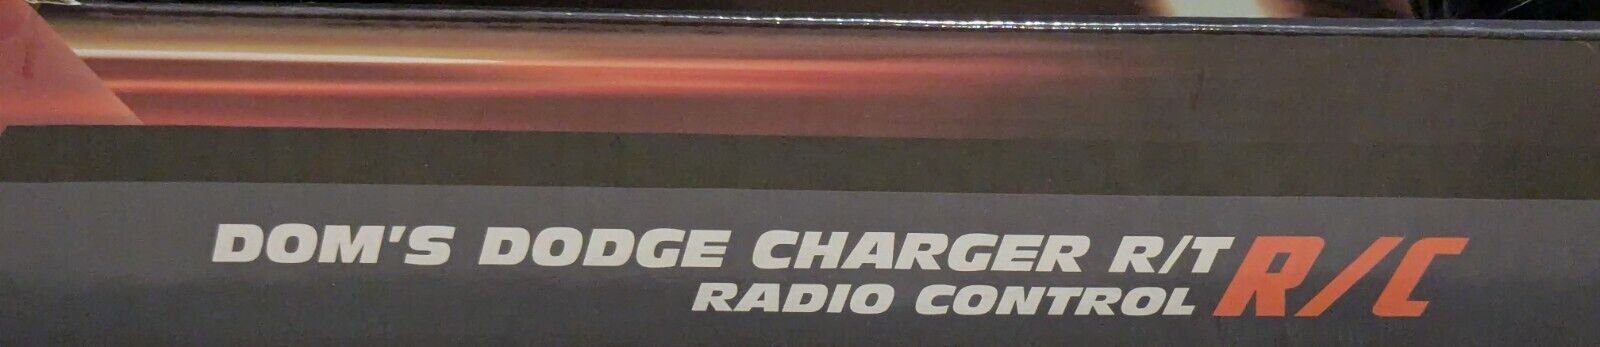 DOM'S DODGE CHARGER R/T R/C
RADIO CONTROL